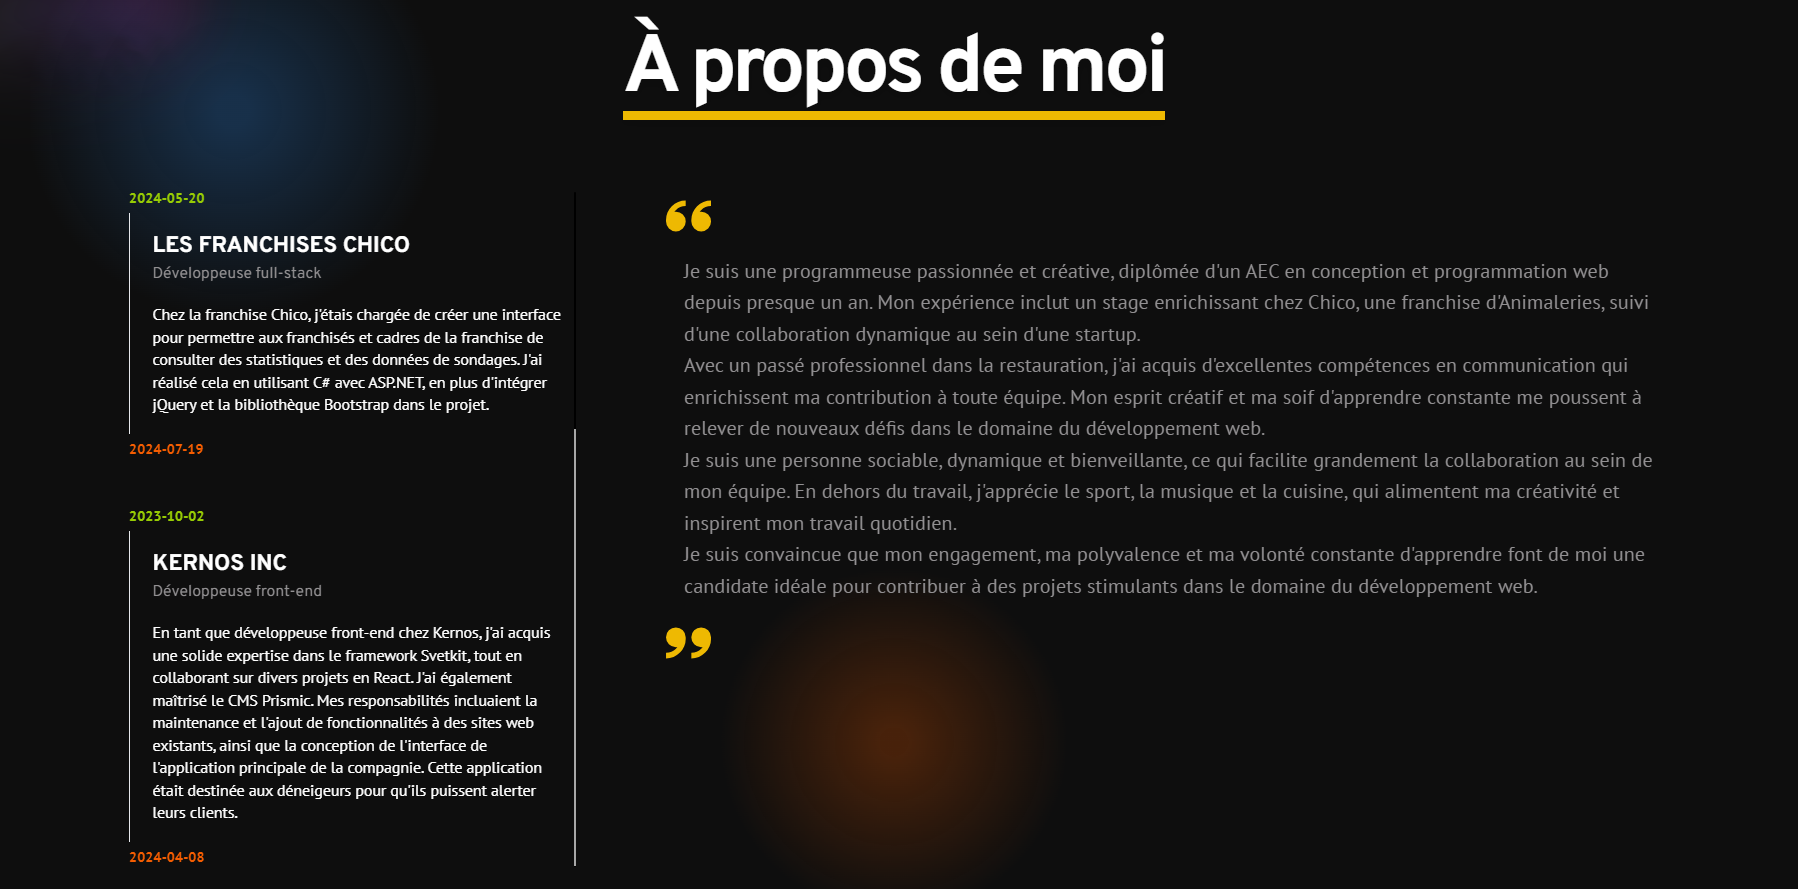 À propos de moi
2024-05-20
LES FRANCHISES CHICO
Développeuse full-stack
Chez la franchise Chico, j'étais chargée de créer une interface
pour permettre aux franchisés et cadres de la franchise de
consulter des statistiques et des données de sondages. J'ai
réalisé cela en utilisant C# avec ASP.NET, en plus d'intégrer
jQuery et la bibliothèque Bootstrap dans le projet.
2024-07-19
2023-10-02
KERNOS INC
Développeuse front-end
En tant que développeuse front-end chez Kernos, j'ai acquis
une solide expertise dans le framework Svetkit, tout en
collaborant sur divers projets en React. J'ai également
maîtrisé le CMS Prismic. Mes responsabilités incluaient la
maintenance et l'ajout de fonctionnalités à des sites web
existants, ainsi que la conception de l'interface de
l'application principale de la compagnie. Cette application
était destinée aux déneigeurs pour qu'ils puissent alerter
leurs clients.
2024-04-08
“
Je suis une programmeuse passionnée et créative, diplômée d'un AEC en conception et programmation web
depuis presque un an. Mon expérience inclut un stage enrichissant chez Chico, une franchise d'Animaleries, suivi
d'une collaboration dynamique au sein d'une startup.
Avec un passé professionnel dans la restauration, j'ai acquis d'excellentes compétences en communication qui
enrichissent ma contribution à toute équipe. Mon esprit créatif et ma soif d'apprendre constante me poussent à
relever de nouveaux défis dans le domaine du développement web.
Je suis une personne sociable, dynamique et bienveillante, ce qui facilite grandement la collaboration au sein de
mon équipe. En dehors du travail, j'apprécie le sport, la musique et la cuisine, qui alimentent ma créativité et
inspirent mon travail quotidien.
Je suis convaincue que mon engagement, ma polyvalence et ma volonté constante d'apprendre font de moi une
candidate idéale pour contribuer à des projets stimulants dans le domaine du développement web.
”